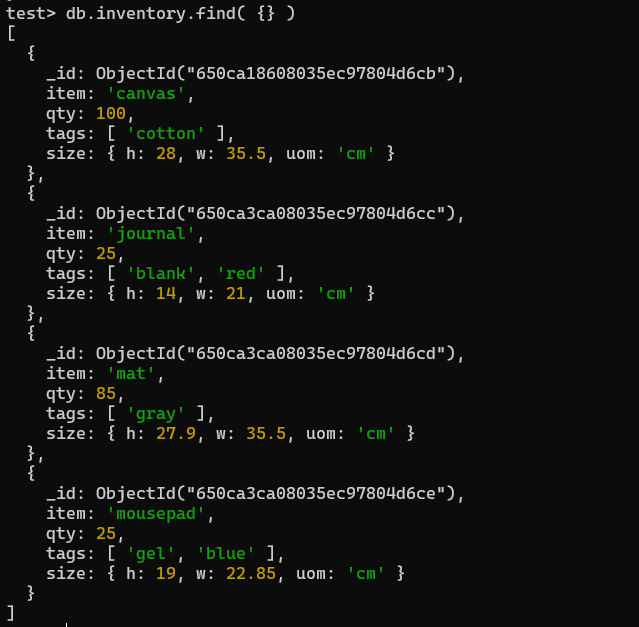 test> db.inventory.find( {} )
[
  {
    _id: ObjectId("650ca18608035ec97804d6cb"),
    item: 'canvas',
    qty: 100,
    tags: [ 'cotton' ],
    size: { h: 28, w: 35.5, uom: 'cm' }
  },
  {
    _id: ObjectId("650ca3ca08035ec97804d6cc"),
    item: 'journal',
    qty: 25,
    tags: [ 'blank', 'red' ],
    size: { h: 14, w: 21, uom: 'cm' }
  },
  {
    _id: ObjectId("650ca3ca08035ec97804d6cd"),
    item: 'mat',
    qty: 85,
    tags: [ 'gray' ],
    size: { h: 27.9, w: 35.5, uom: 'cm' }
  },
  {
    _id: ObjectId("650ca3ca08035ec97804d6ce"),
    item: 'mousepad',
    qty: 25,
    tags: [ 'gel', 'blue' ],
    size: { h: 19, w: 22.85, uom: 'cm' }
  }
]